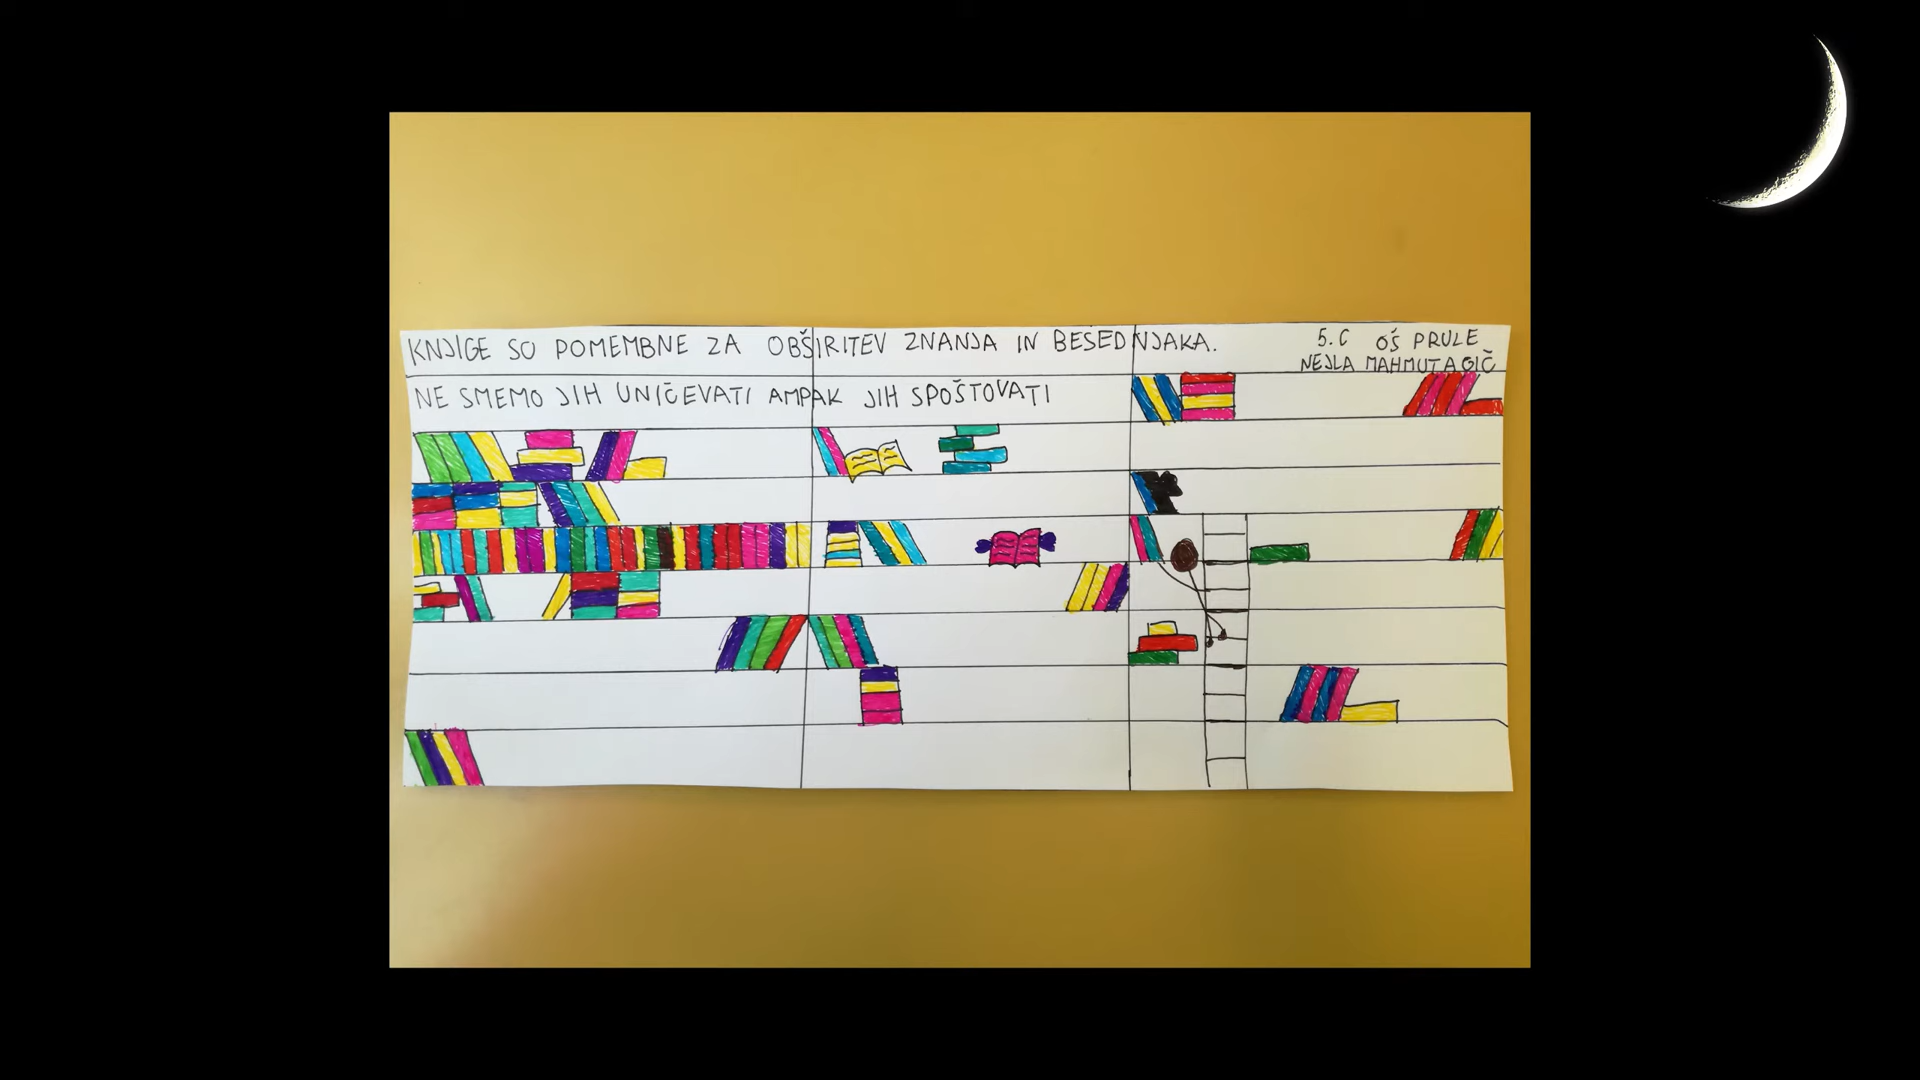 KNJIGE SO POMEMBNE ZA OBŠIRITEV ZNANJA IN BESEDNJAKA.
NE SMEMO JIH UNIČEVATI AMPAK JIH SPOŠTOVATI
5.C OŠ PRULE
NEJLA MAHMUTAGIČ